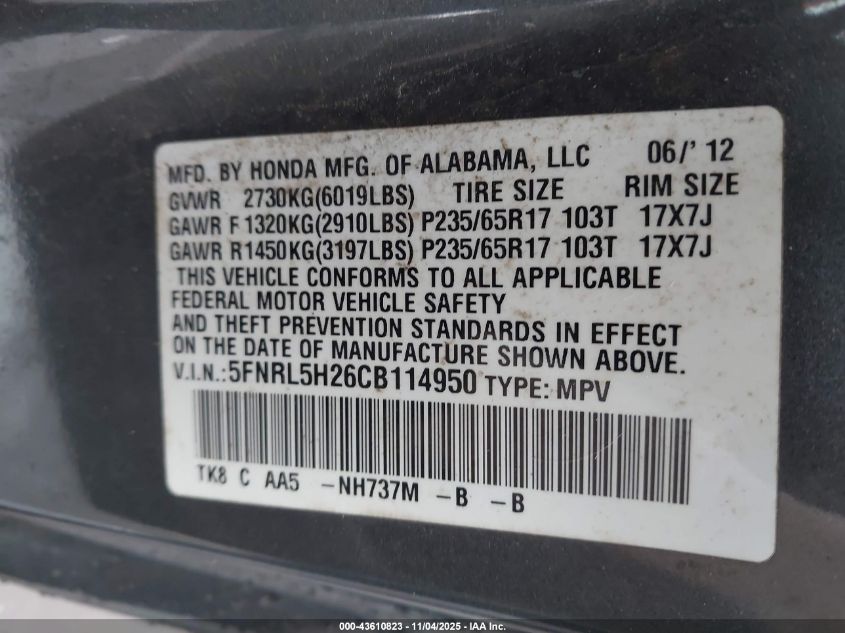 MFD. BY HONDA MFG. OF ALABAMA, LLC 06/' 12
GVWR 2730KG(6019LBS) TIRE SIZE RIM SIZE
GAWR F 1320KG(2910LBS) P235/65R17 103T 17X7J
GAWR R1450KG(3197LBS) P235/65R17 103T 17X7J
THIS VEHICLE CONFORMS TO ALL APPLICABLE
FEDERAL MOTOR VEHICLE SAFETY
AND THEFT PREVENTION STANDARDS IN EFFECT
ON THE DATE OF MANUFACTURE SHOWN ABOVE.
V.I.N.:5FNRL5H26CB114950 TYPE: MPV
TK8 C AA5 -NH737M -B -B
000-43610823 - 11/04/2025 - IAA Inc.